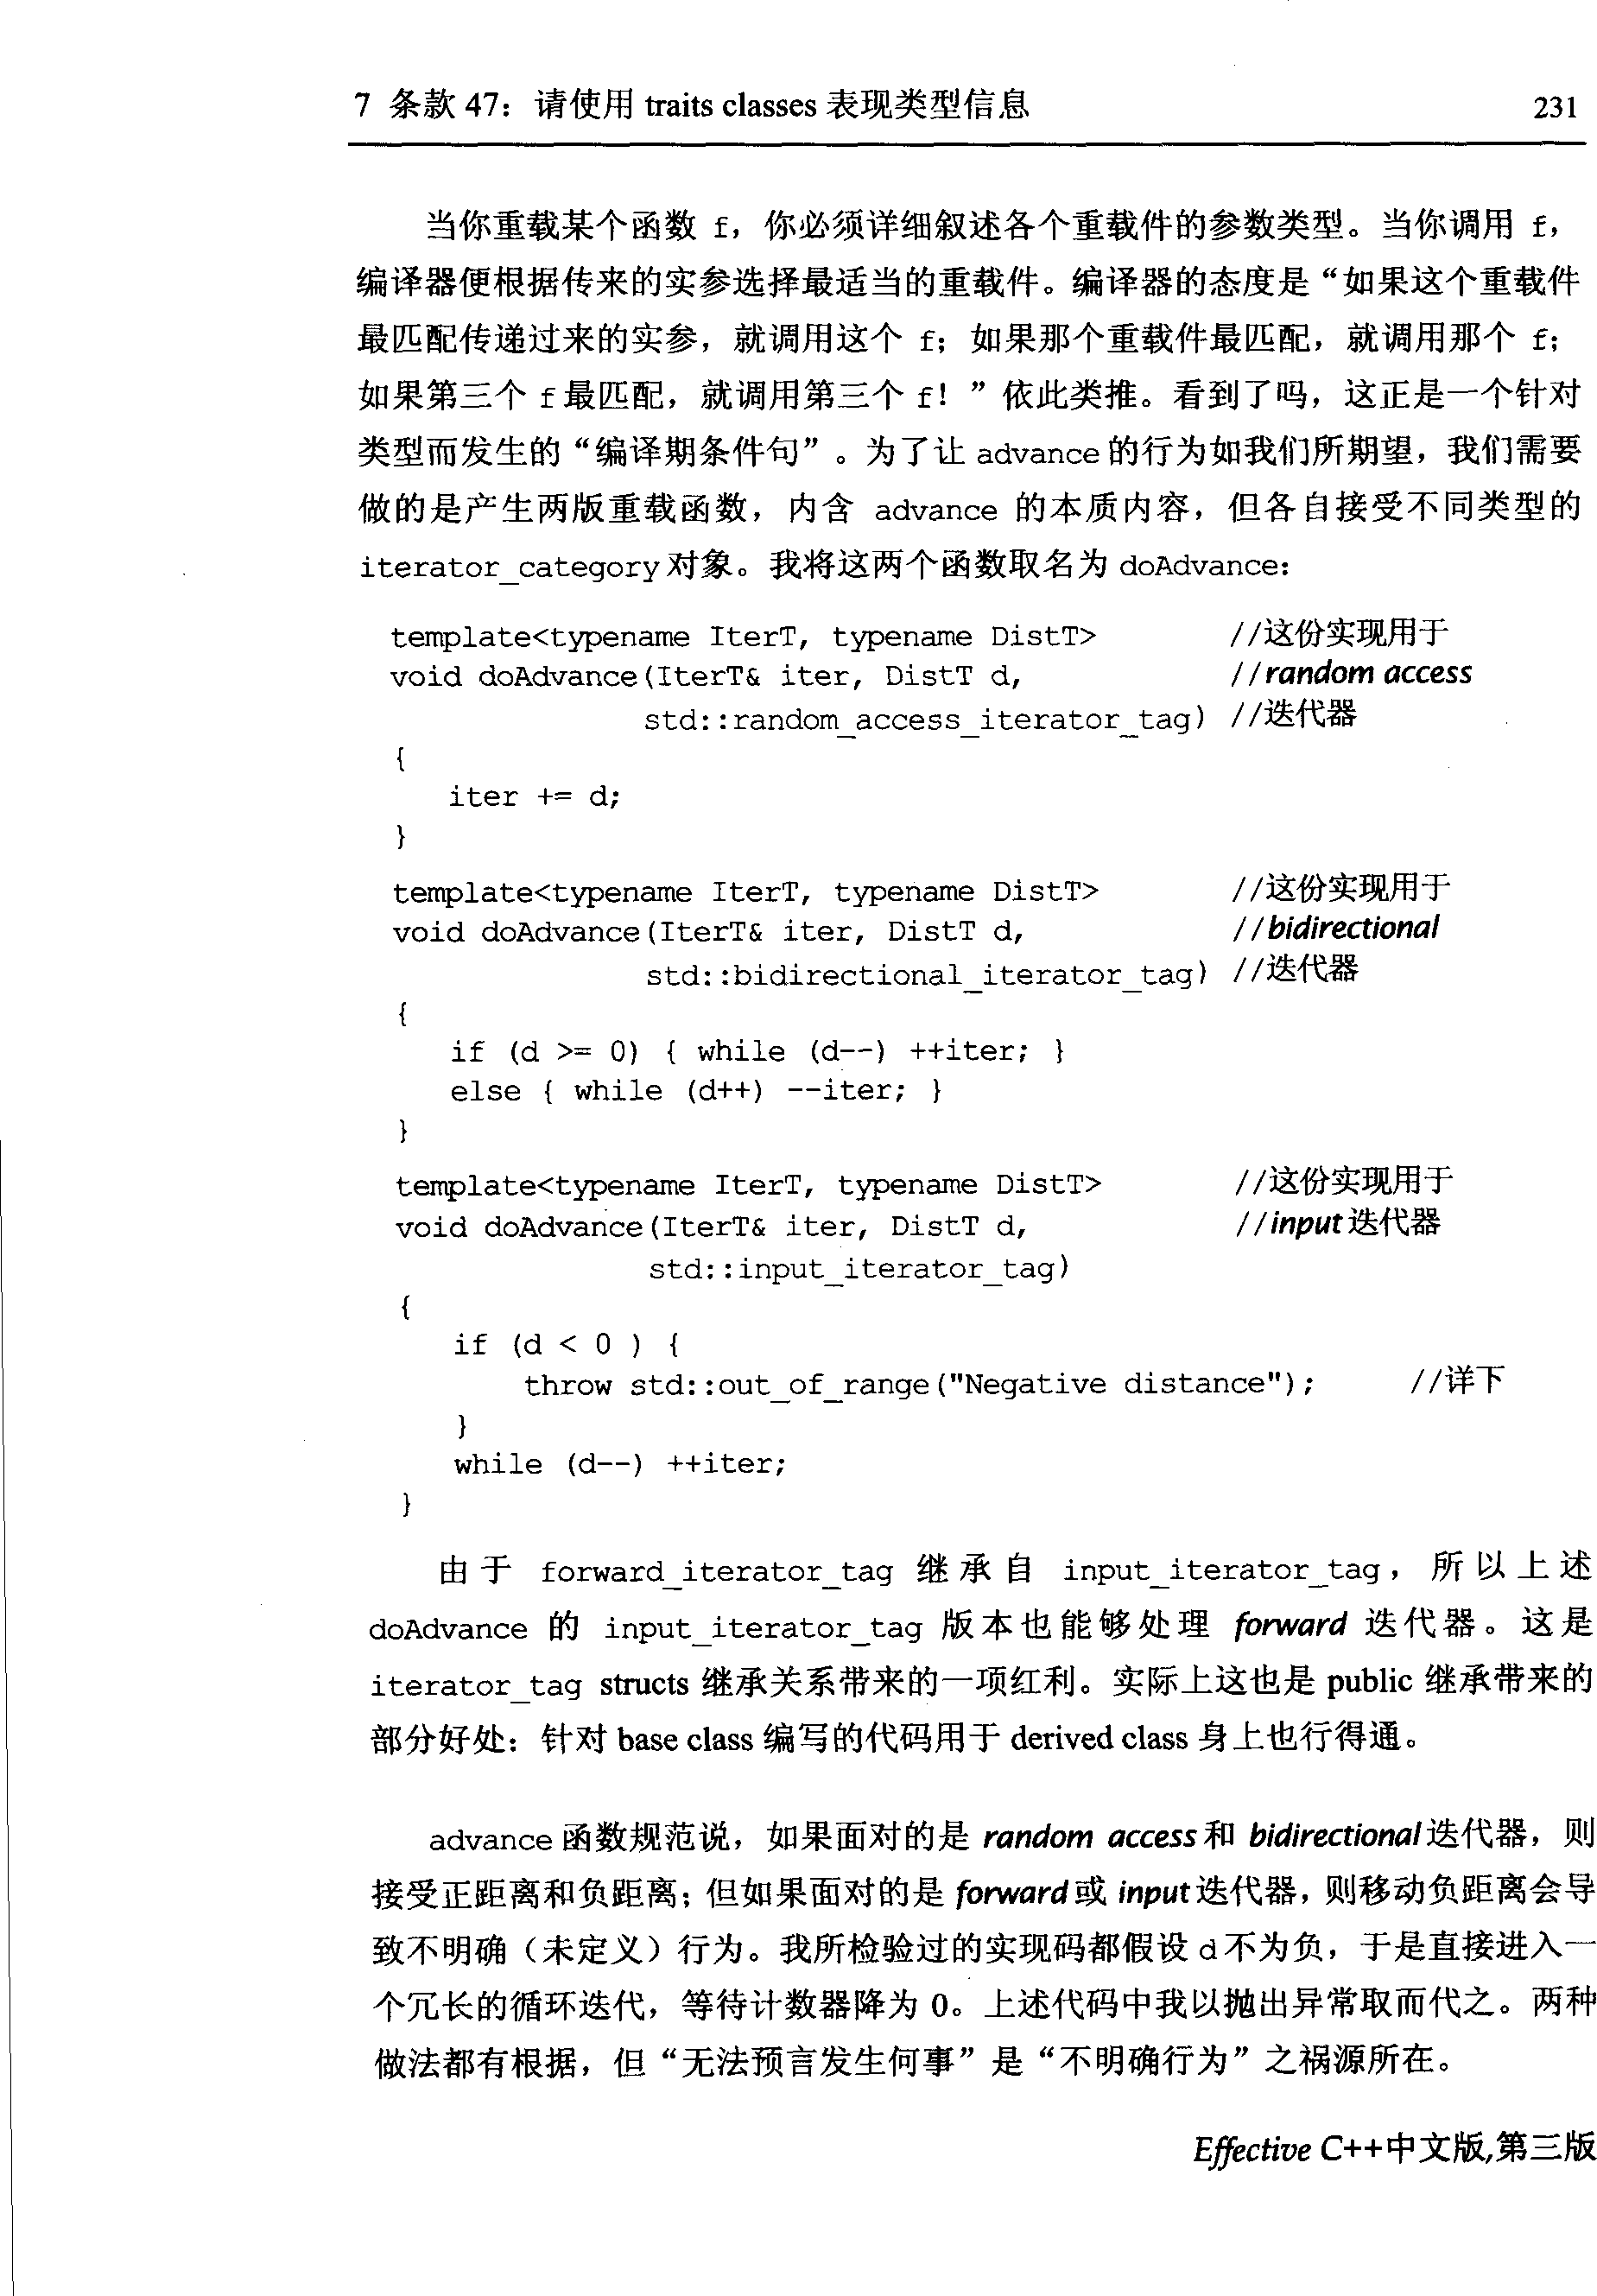 7 条款 47：请使用 traits classes 表现类型信息 231
当你重载某个函数 f，你必须详细叙述各个重载件的参数类型。当你调用 f，
编译器便根据传来的实参选择最适当的重载件。编译器的态度是“如果这个重载件
最匹配传递过来的实参，就调用这个 f；如果那个重载件最匹配，就调用那个 f；
如果第三个 f 最匹配，就调用第三个 f！”依此类推。看到了吗，这正是一个针对
类型而发生的“编译期条件句”。为了让 advance 的行为如我们所期望，我们需要
做的是产生两版重载函数，内含 advance 的本质内容，但各自接受不同类型的
iterator_category 对象。我将这两个函数取名为 doAdvance：
template<typename IterT, typename DistT> //这份实现用于
void doAdvance(IterT& iter, DistT d, //random access
std::random_access_iterator_tag) //迭代器
{
iter += d;
}
template<typename IterT, typename DistT> //这份实现用于
void doAdvance(IterT& iter, DistT d, //bidirectional
std::bidirectional_iterator_tag) //迭代器
{
if (d >= 0) { while (d--) ++iter; }
else { while (d++) --iter; }
}
template<typename IterT, typename DistT> //这份实现用于
void doAdvance(IterT& iter, DistT d, //input 迭代器
std::input_iterator_tag)
{
if (d < 0 ) {
throw std::out_of_range("Negative distance"); //详下
}
while (d--) ++iter;
}
由于 forward_iterator_tag 继承自 input_iterator_tag，所以上述
doAdvance 的 input_iterator_tag 版本也能够处理 forward 迭代器。这是
iterator_tag structs 继承关系带来的一项红利。实际上这也是 public 继承带来的
部分好处：针对 base class 编写的代码用于 derived class 身上也行得通。
advance 函数规范说，如果面对的是 random access 和 bidirectional 迭代器，则
接受正距离和负距离；但如果面对的是 forward 或 input 迭代器，则移动负距离会导
致不明确（未定义）行为。我所检验过的实现码都假设 d 不为负，于是直接进入一
个冗长的循环迭代，等待计数器降为 0。上述代码中我以抛出异常取而代之。两种
做法都有根据，但“无法预言发生何事”是“不明确行为”之祸源所在。
Effective C++中文版,第三版